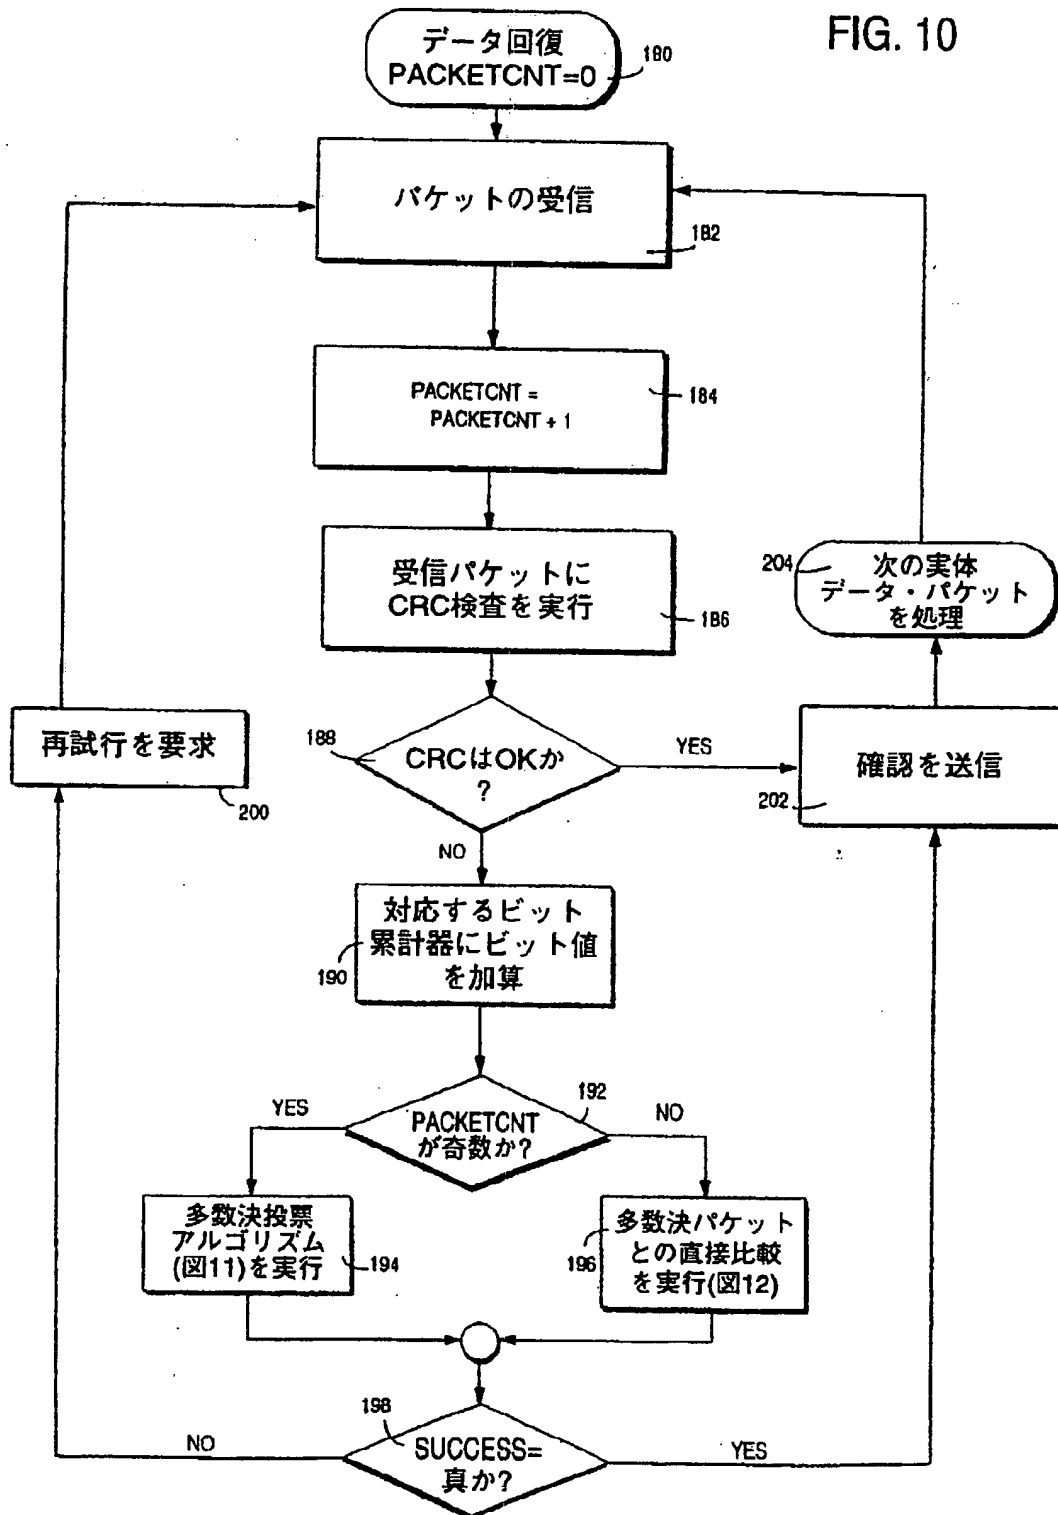 FIG. 10
データ回復
PACKETCNT=0
180
パケットの受信
182
PACKETCNT =
PACKETCNT + 1
184
受信パケットに
CRC検査を実行
186
204
次の実体
データ・パケット
を処理
再試行を要求
200
188
CRCはOKか
?
YES
確認を送信
202
NO
対応するビット
累計器にビット値
を加算
190
192
PACKETCNT
が奇数か?
YES
NO
多数決投票
アルゴリズム
(図11)を実行
194
多数決パケット
との直接比較
を実行(図12)
196
198
SUCCESS=
真か?
NO
YES